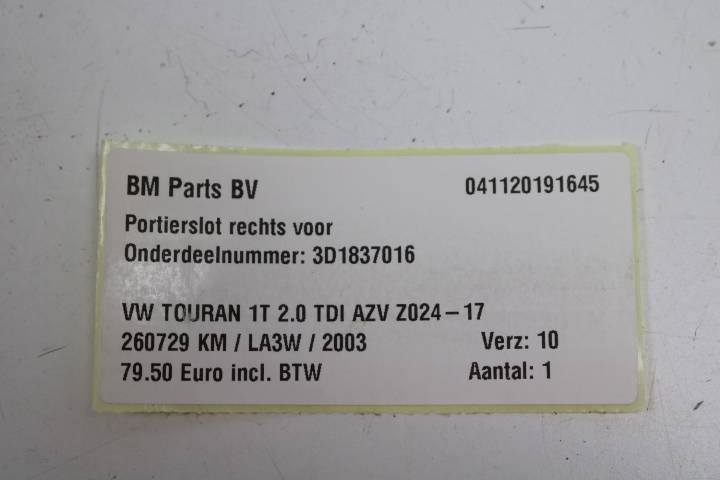 BM Parts BV 041120191645
Portierslot rechts voor
Onderdeelnummer: 3D1837016
VW TOURAN 1T 2.0 TDI AZV Z024-17
260729 KM / LA3W / 2003 Verz: 10
79.50 Euro incl. BTW Aantal: 1